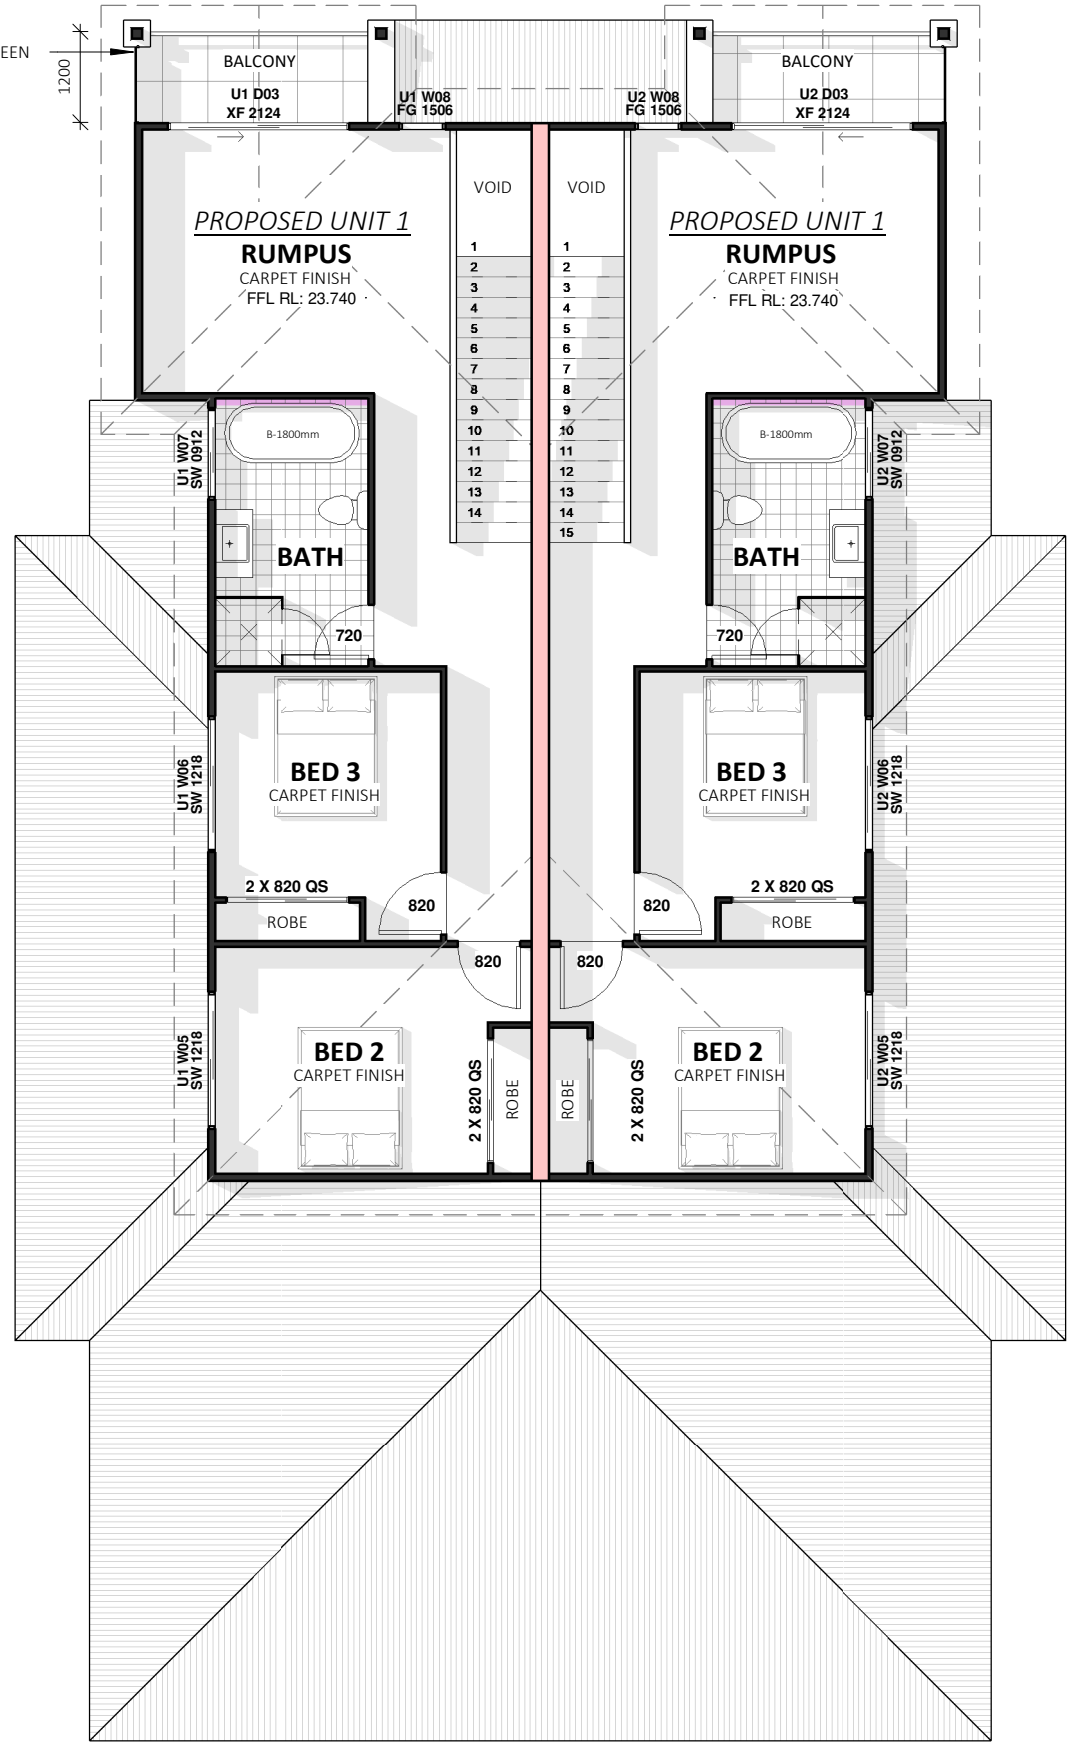 EEN
1200
BALCONY
U1 D03
XF 2124
U1 W08
FG 1506
U2 W08
FG 1506
BALCONY
U2 D03
XF 2124
VOID
VOID
PROPOSED UNIT 1
RUMPUS
CARPET FINISH
FFL RL: 23.740
PROPOSED UNIT 1
RUMPUS
CARPET FINISH
FFL RL: 23.740
1
2
3
4
5
6
7
8
9
10
11
12
13
14
1
2
3
4
5
6
7
8
9
10
11
12
13
14
15
U1 W07
SW 0912
B-1800mm
BATH
720
B-1800mm
BATH
720
U2 W07
SW 0912
U1 W06
SW 1218
BED 3
CARPET FINISH
2 X 820 QS
ROBE
820
BED 3
CARPET FINISH
2 X 820 QS
ROBE
820
U2 W06
SW 1218
820
820
U1 W05
SW 1218
BED 2
CARPET FINISH
2 X 820 QS
ROBE
ROBE
2 X 820 QS
BED 2
CARPET FINISH
U2 W05
SW 1218